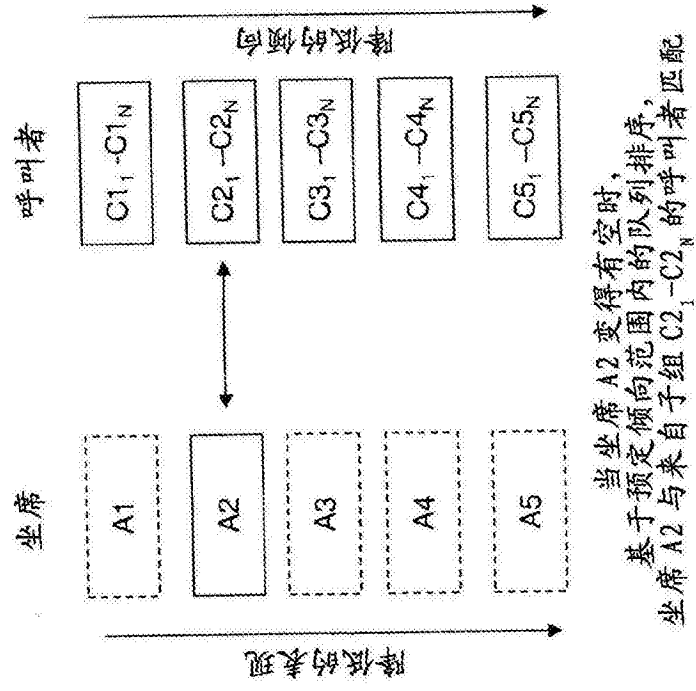 坐席
呼叫者
降低的表现
A1
C1₁-C1ₙ
降低的倾向
A2
C2₁-C2ₙ
A3
C3₁-C3ₙ
A4
C4₁-C4ₙ
A5
C5₁-C5ₙ
当坐席 A2 变得有空时，
基于预定倾向范围内的队列排序，
坐席 A2 与来自子组 C2₁-C2ₙ 的呼叫者匹配